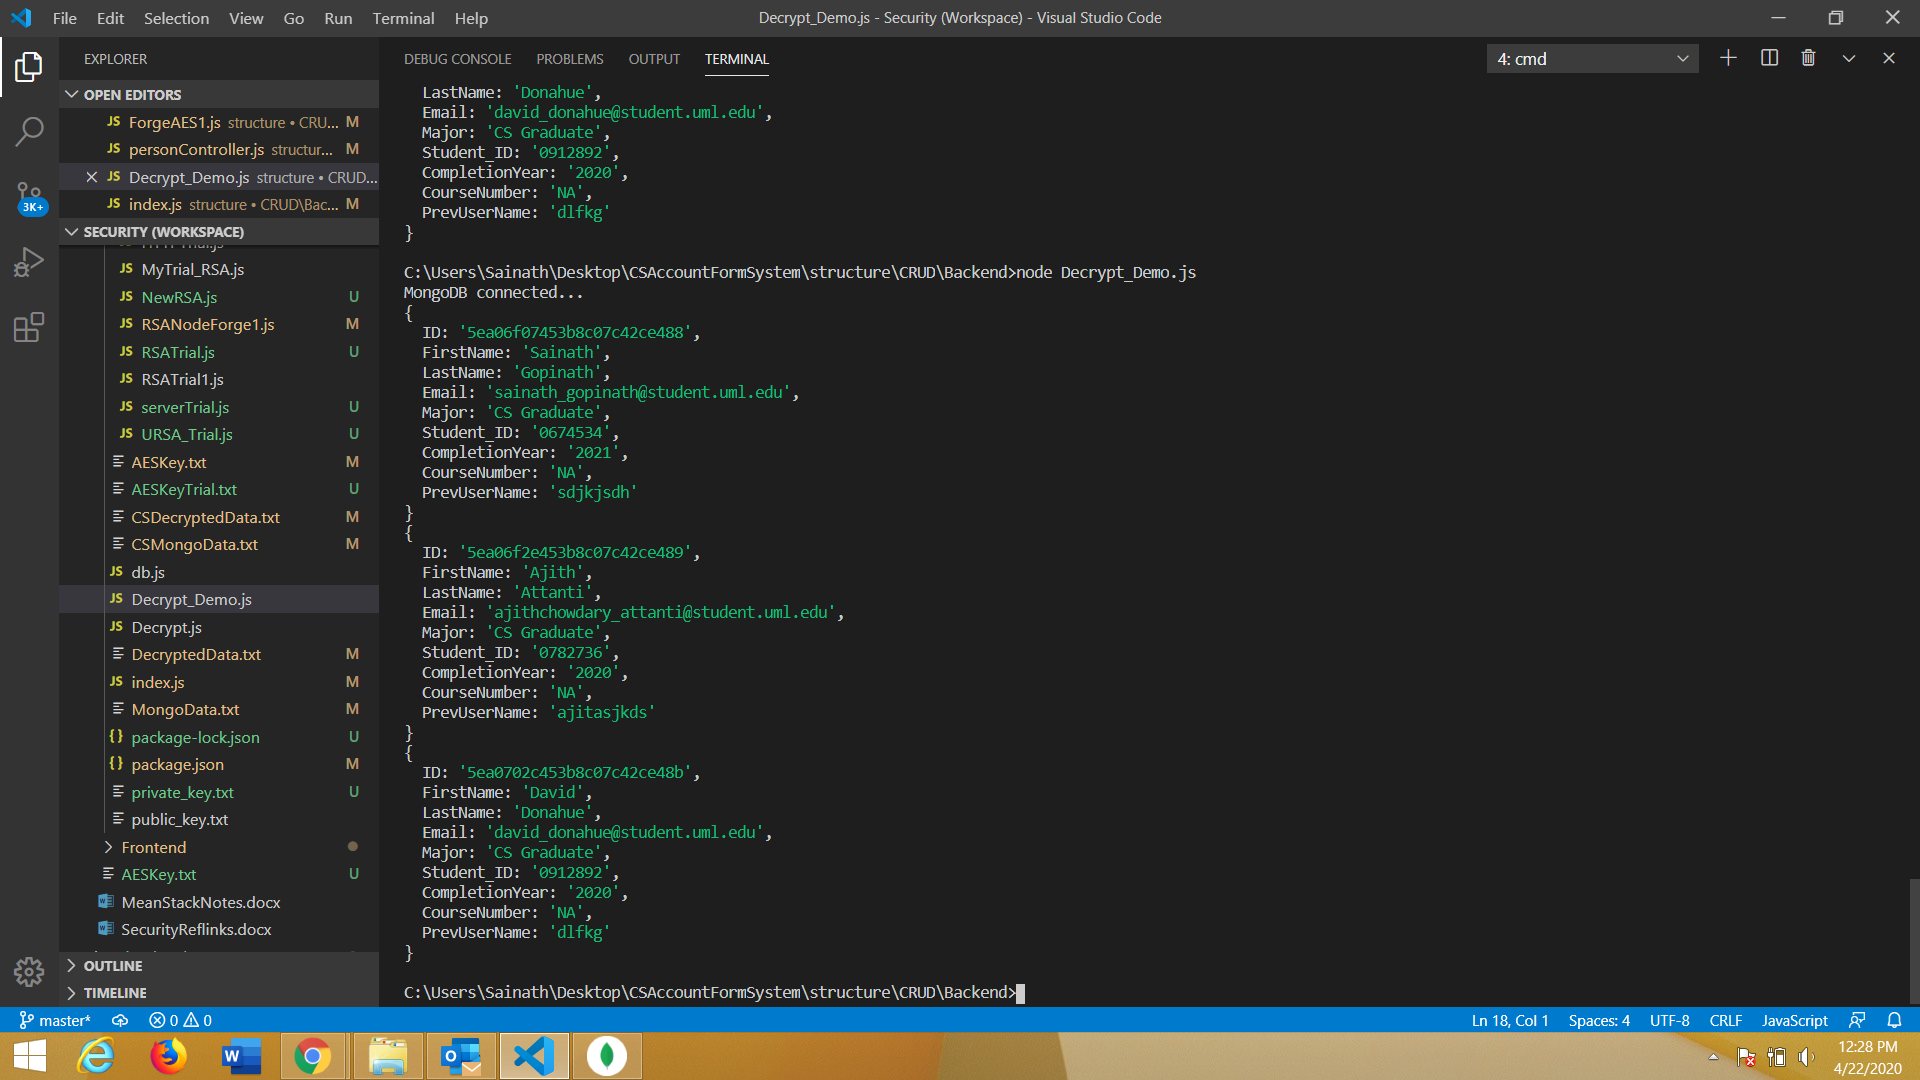 File Edit Selection View Go Run Terminal Help
Decrypt_Demo.js - Security (Workspace) - Visual Studio Code
EXPLORER
OPEN EDITORS
JS ForgeAES1.js structure • CRU... M
JS personController.js structur... M
JS Decrypt_Demo.js structure • CRUD...
JS index.js structure • CRUD\Bac... M
3K+
SECURITY (WORKSPACE)
JS MyTrial_RSA.js
JS NewRSA.js U
JS RSANodeForge1.js M
JS RSATrial.js U
JS RSATrial1.js
JS serverTrial.js U
JS URSA_Trial.js U
AESKey.txt M
AESKeyTrial.txt U
CSDecryptedData.txt M
CSMongoData.txt M
JS db.js
JS Decrypt_Demo.js
JS Decrypt.js
DecryptedData.txt M
JS index.js M
MongoData.txt M
{} package-lock.json U
{} package.json M
private_key.txt U
public_key.txt
Frontend
AESKey.txt U
MeanStackNotes.docx
SecurityReflinks.docx
OUTLINE
TIMELINE
DEBUG CONSOLE PROBLEMS OUTPUT TERMINAL
4: cmd
LastName: 'Donahue',
Email: 'david_donahue@student.uml.edu',
Major: 'CS Graduate',
Student_ID: '0912892',
CompletionYear: '2020',
CourseNumber: 'NA',
PrevUserName: 'dlfkg'
}
C:\Users\Sainath\Desktop\CSAccountFormSystem\structure\CRUD\Backend>node Decrypt_Demo.js
MongoDB connected...
{
ID: '5ea06f07453b8c07c42ce488',
FirstName: 'Sainath',
LastName: 'Gopinath',
Email: 'sainath_gopinath@student.uml.edu',
Major: 'CS Graduate',
Student_ID: '0674534',
CompletionYear: '2021',
CourseNumber: 'NA',
PrevUserName: 'sdjkjsdh'
}
{
ID: '5ea06f2e453b8c07c42ce489',
FirstName: 'Ajith',
LastName: 'Attanti',
Email: 'ajithchowdary_attanti@student.uml.edu',
Major: 'CS Graduate',
Student_ID: '0782736',
CompletionYear: '2020',
CourseNumber: 'NA',
PrevUserName: 'ajitasjkds'
}
{
ID: '5ea0702c453b8c07c42ce48b',
FirstName: 'David',
LastName: 'Donahue',
Email: 'david_donahue@student.uml.edu',
Major: 'CS Graduate',
Student_ID: '0912892',
CompletionYear: '2020',
CourseNumber: 'NA',
PrevUserName: 'dlfkg'
}
C:\Users\Sainath\Desktop\CSAccountFormSystem\structure\CRUD\Backend>
master* 0 0
Ln 18, Col 1 Spaces: 4 UTF-8 CRLF JavaScript
12:28 PM
4/22/2020